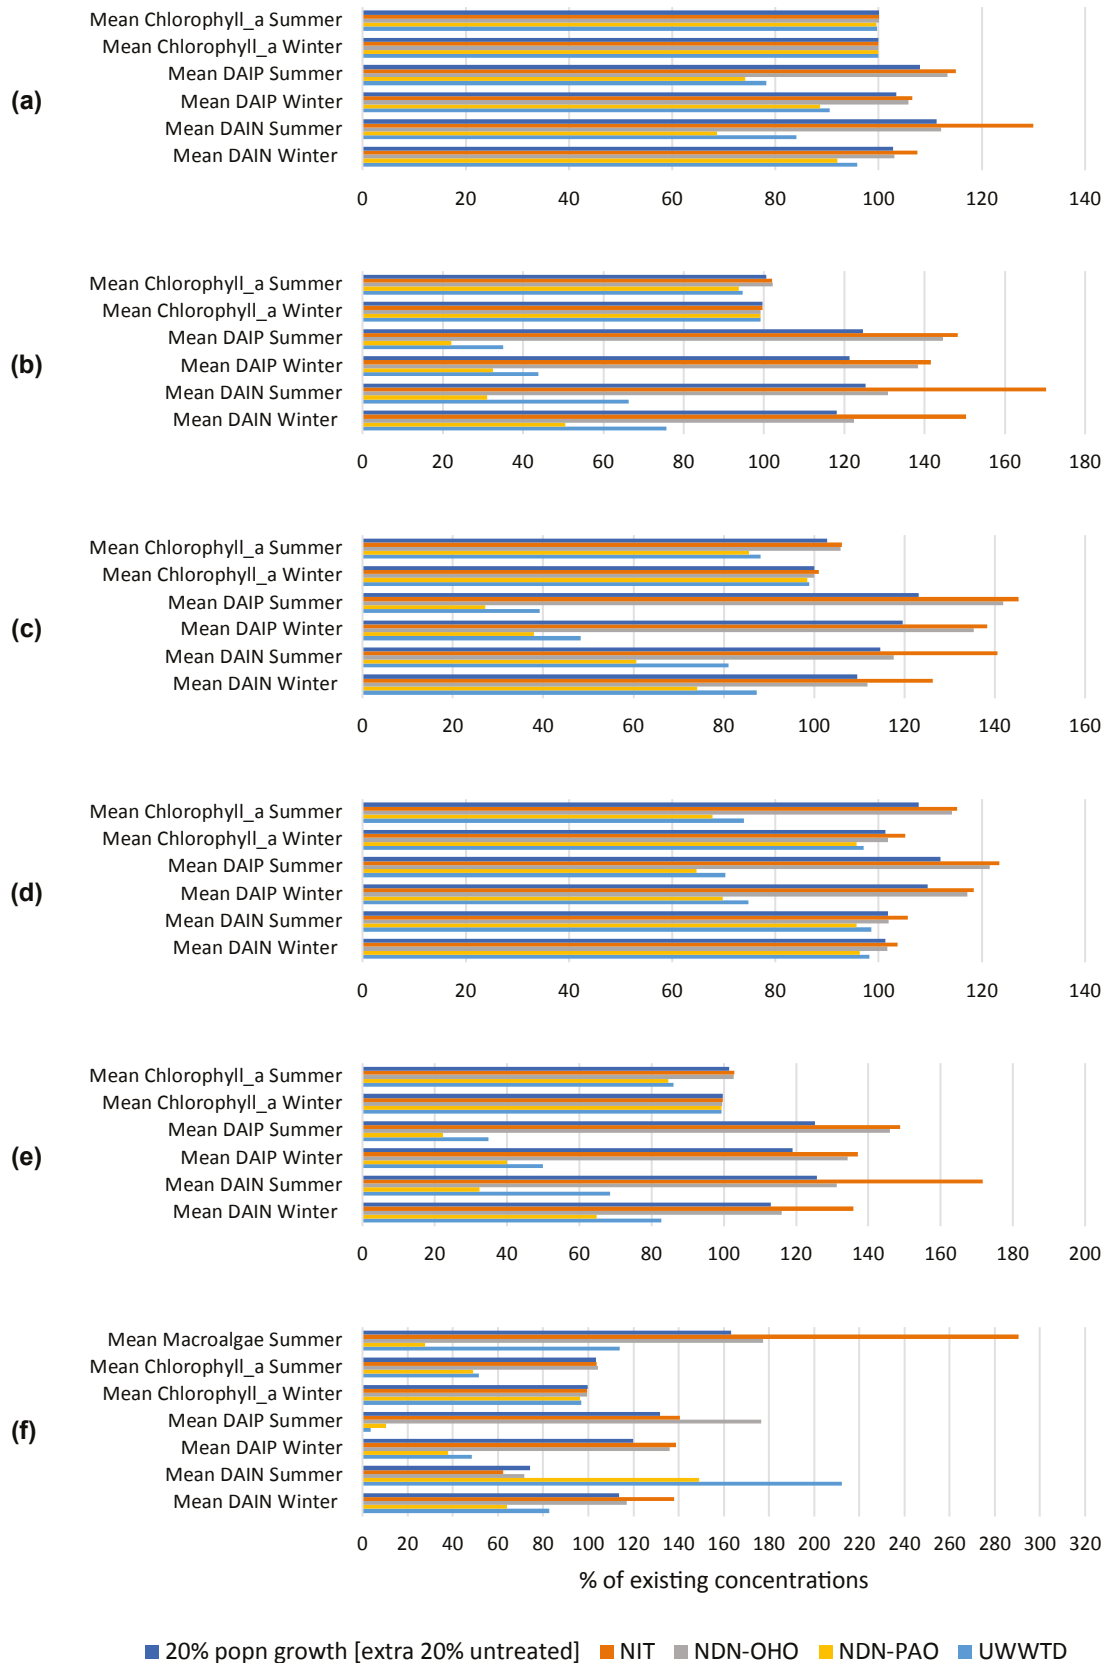 (a)
Mean Chlorophyll_a Summer
Mean Chlorophyll_a Winter
Mean DAIP Summer
Mean DAIP Winter
Mean DAIN Summer
Mean DAIN Winter
0 20 40 60 80 100 120 140
(b)
Mean Chlorophyll_a Summer
Mean Chlorophyll_a Winter
Mean DAIP Summer
Mean DAIP Winter
Mean DAIN Summer
Mean DAIN Winter
0 20 40 60 80 100 120 140 160 180
(c)
Mean Chlorophyll_a Summer
Mean Chlorophyll_a Winter
Mean DAIP Summer
Mean DAIP Winter
Mean DAIN Summer
Mean DAIN Winter
0 20 40 60 80 100 120 140 160
(d)
Mean Chlorophyll_a Summer
Mean Chlorophyll_a Winter
Mean DAIP Summer
Mean DAIP Winter
Mean DAIN Summer
Mean DAIN Winter
0 20 40 60 80 100 120 140
(e)
Mean Chlorophyll_a Summer
Mean Chlorophyll_a Winter
Mean DAIP Summer
Mean DAIP Winter
Mean DAIN Summer
Mean DAIN Winter
0 20 40 60 80 100 120 140 160 180 200
(f)
Mean Macroalgae Summer
Mean Chlorophyll_a Summer
Mean Chlorophyll_a Winter
Mean DAIP Summer
Mean DAIP Winter
Mean DAIN Summer
Mean DAIN Winter
0 20 40 60 80 100 120 140 160 180 200 220 240 260 280 300 320
% of existing concentrations
20% popn growth [extra 20% untreated] NIT NDN-OHO NDN-PAO UWWTD